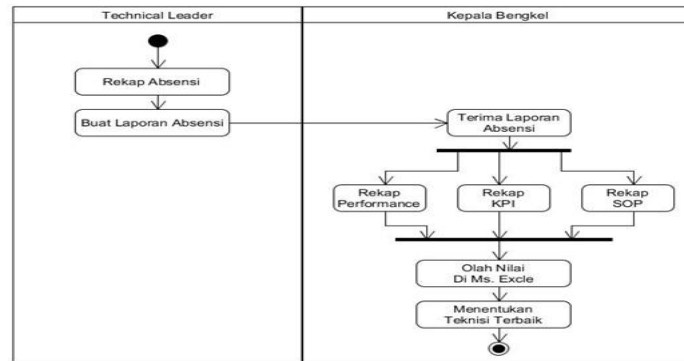 Technical Leader
Kepala Bengkel
Rekap Absensi
Buat Laporan Absensi
Terima Laporan
Absensi
Rekap
Performance
Rekap
KPI
Rekap
SOP
Olah Nilai
Di Ms. Excle
Menentukan
Teknisi Terbaik